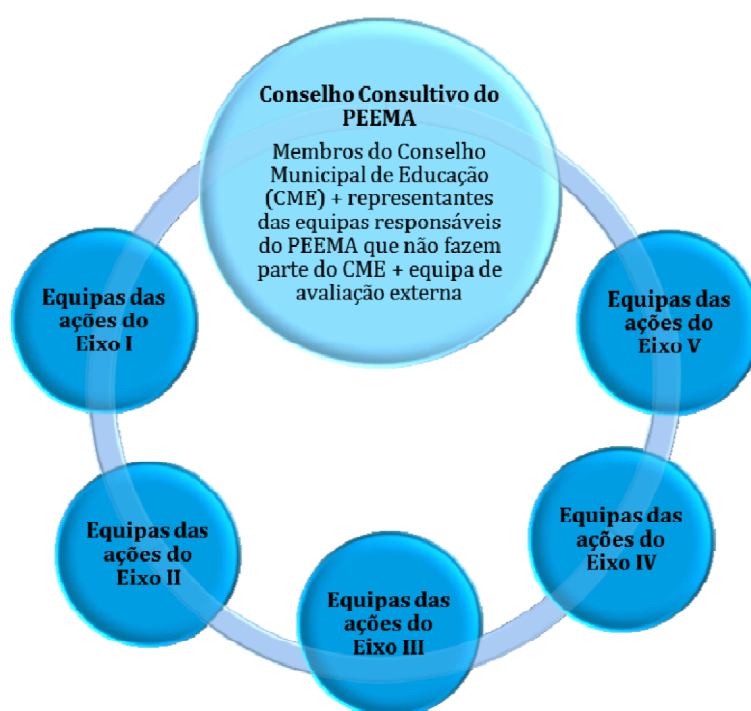 Conselho Consultivo do
PEEMA
Membros do Conselho
Municipal de Educação
(CME) + representantes
das equipas responsáveis
do PEEMA que não fazem
parte do CME + equipa de
avaliação externa
Equipas das
ações do
Eixo I
Equipas das
ações do
Eixo V
Equipas das
ações do
Eixo II
Equipas das
ações do
Eixo IV
Equipas das
ações do
Eixo III